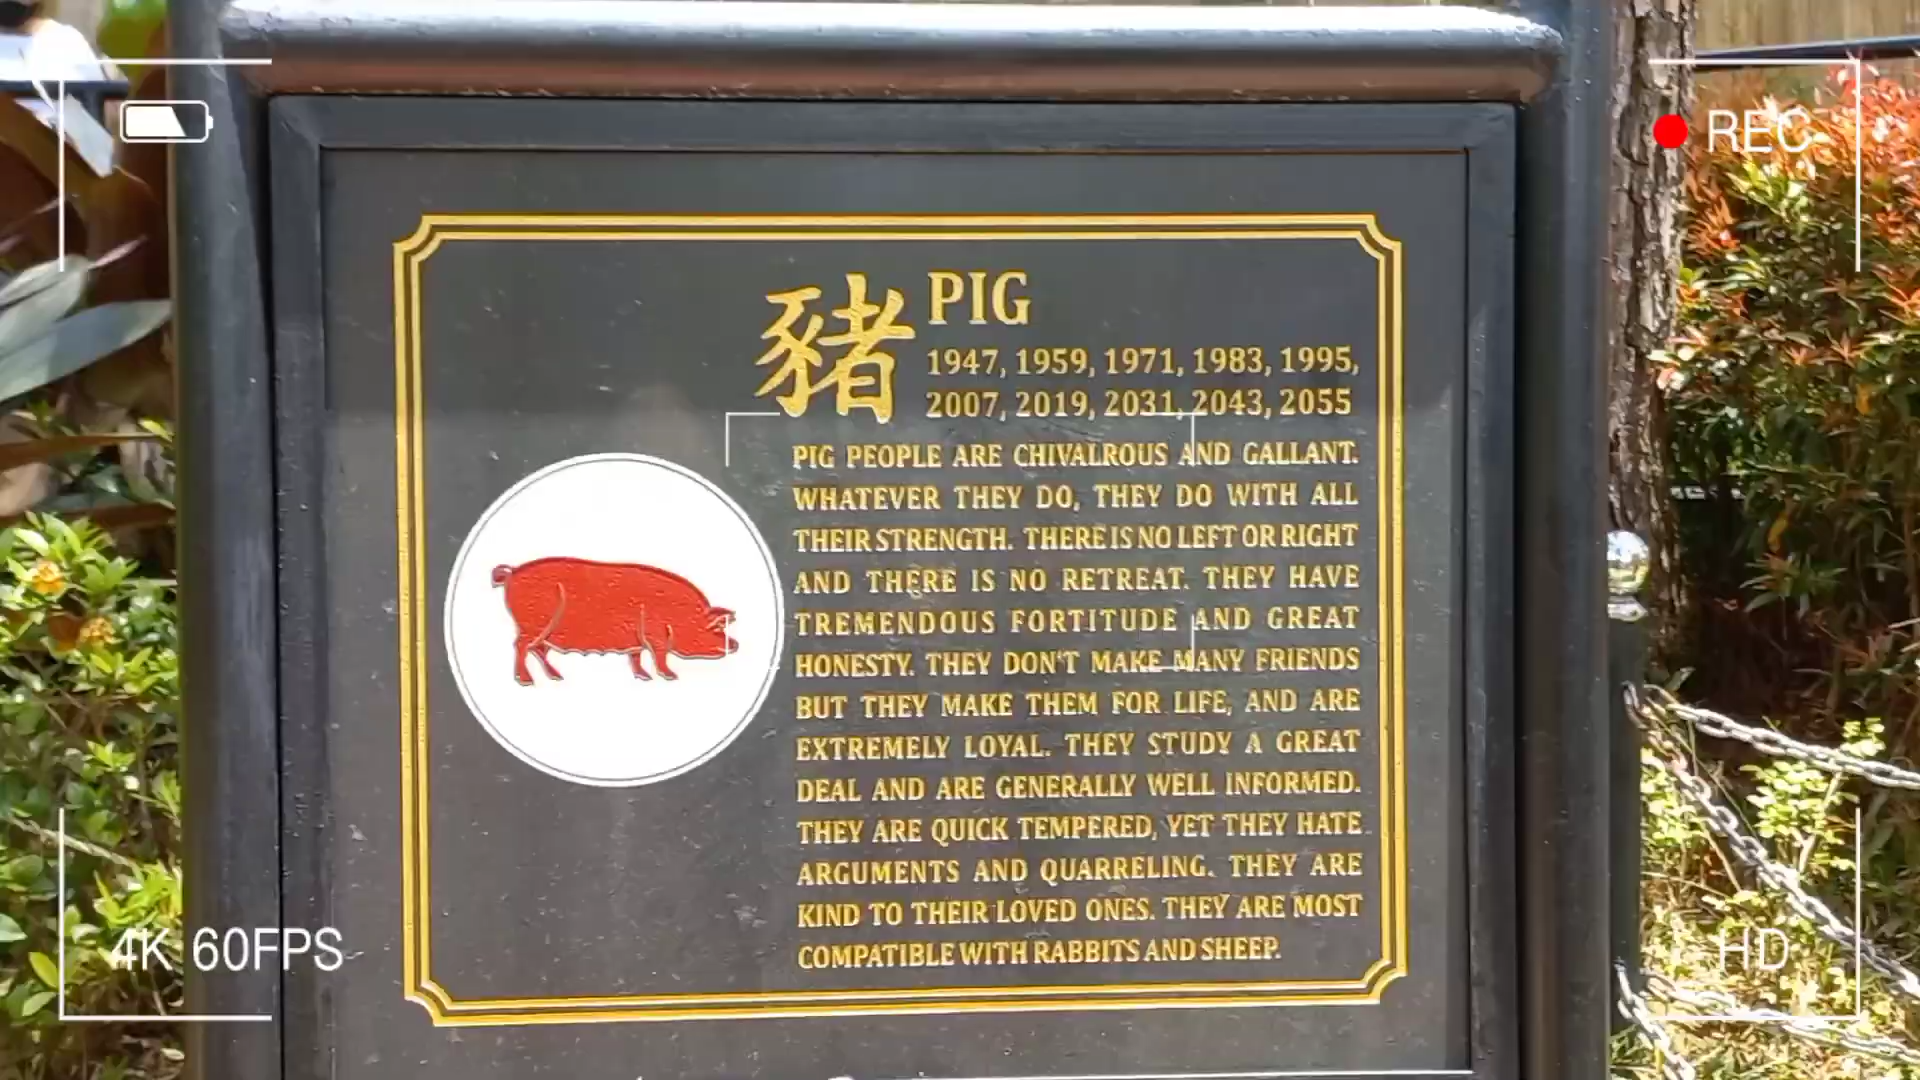 REC
豬 PIG
1947, 1959, 1971, 1983, 1995,
2007, 2019, 2031, 2043, 2055
PIG PEOPLE ARE CHIVALROUS AND GALLANT.
WHATEVER THEY DO, THEY DO WITH ALL
THEIR STRENGTH. THERE IS NO LEFT OR RIGHT
AND THERE IS NO RETREAT. THEY HAVE
TREMENDOUS FORTITUDE AND GREAT
HONESTY. THEY DON'T MAKE MANY FRIENDS
BUT THEY MAKE THEM FOR LIFE, AND ARE
EXTREMELY LOYAL. THEY STUDY A GREAT
DEAL AND ARE GENERALLY WELL INFORMED.
THEY ARE QUICK TEMPERED, YET THEY HATE
ARGUMENTS AND QUARRELING. THEY ARE
KIND TO THEIR LOVED ONES. THEY ARE MOST
COMPATIBLE WITH RABBITS AND SHEEP.
4K 60FPS
HD